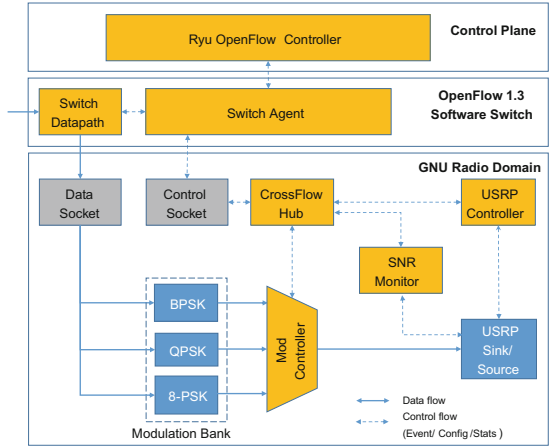 Control Plane
Ryu OpenFlow Controller
OpenFlow 1.3
Software Switch
Switch
Datapath
Switch Agent
GNU Radio Domain
Data
Socket
Control
Socket
CrossFlow
Hub
USRP
Controller
SNR
Monitor
BPSK
QPSK
8-PSK
Mod
Controller
USRP
Sink/
Source
Modulation Bank
Data flow
Control flow
(Event/ Config /Stats )